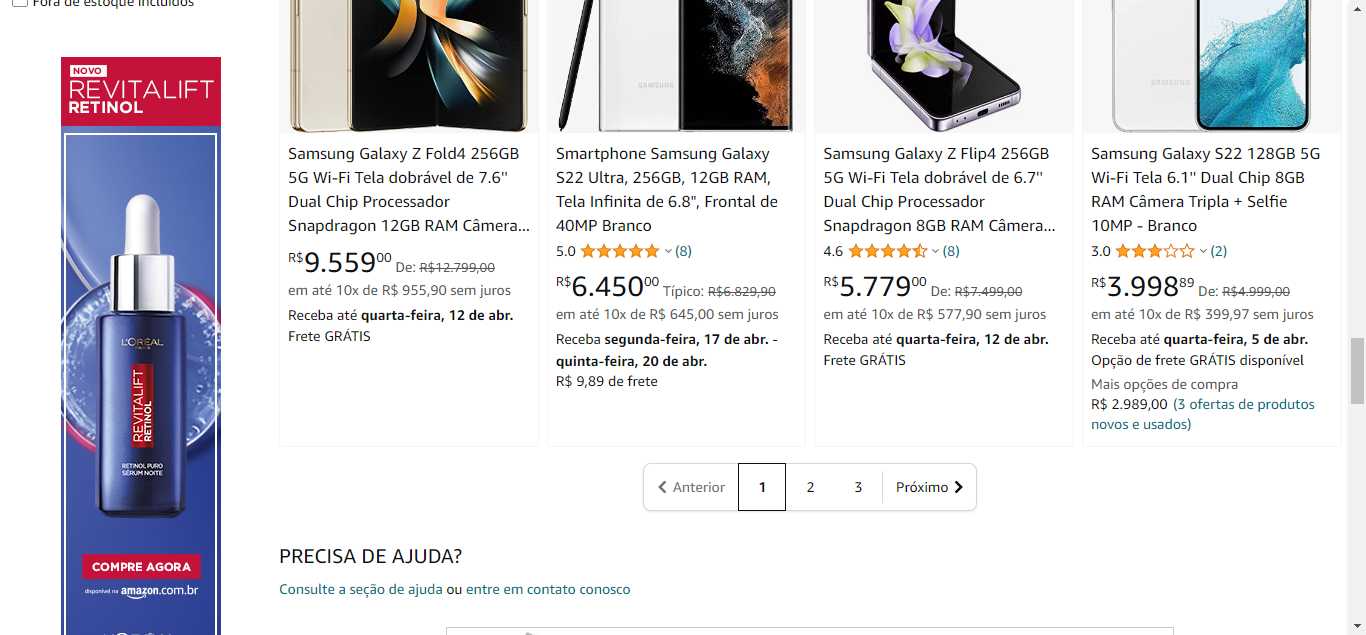 Fora de estoque incluídos
NOVO
REVITALIFT
RETINOL
L'ORÉAL
PARIS
REVITALIFT
RETINOL
RETINOL PURO
SÉRUM NOITE
COMPRE AGORA
disponível na amazon.com.br
SAMSUNG
SAMSUNG
Samsung Galaxy Z Fold4 256GB
5G Wi-Fi Tela dobrável de 7.6''
Dual Chip Processador
Snapdragon 12GB RAM Câmera...
R$9.55900 De: R$12.799,00
em até 10x de R$ 955,90 sem juros
Receba até quarta-feira, 12 de abr.
Frete GRÁTIS
Smartphone Samsung Galaxy
S22 Ultra, 256GB, 12GB RAM,
Tela Infinita de 6.8", Frontal de
40MP Branco
5.0 (8)
R$6.45000 Típico: R$6.829,90
em até 10x de R$ 645,00 sem juros
Receba segunda-feira, 17 de abr. -
quinta-feira, 20 de abr.
R$ 9,89 de frete
Samsung Galaxy Z Flip4 256GB
5G Wi-Fi Tela dobrável de 6.7''
Dual Chip Processador
Snapdragon 8GB RAM Câmera...
4.6 (8)
R$5.77900 De: R$7.499,00
em até 10x de R$ 577,90 sem juros
Receba até quarta-feira, 12 de abr.
Frete GRÁTIS
Samsung Galaxy S22 128GB 5G
Wi-Fi Tela 6.1'' Dual Chip 8GB
RAM Câmera Tripla + Selfie
10MP - Branco
3.0 (2)
R$3.99889 De: R$4.999,00
em até 10x de R$ 399,97 sem juros
Receba até quarta-feira, 5 de abr.
Opção de frete GRÁTIS disponível
Mais opções de compra
R$ 2.989,00 (3 ofertas de produtos
novos e usados)
Anterior 1 2 3 Próximo
PRECISA DE AJUDA?
Consulte a seção de ajuda ou entre em contato conosco